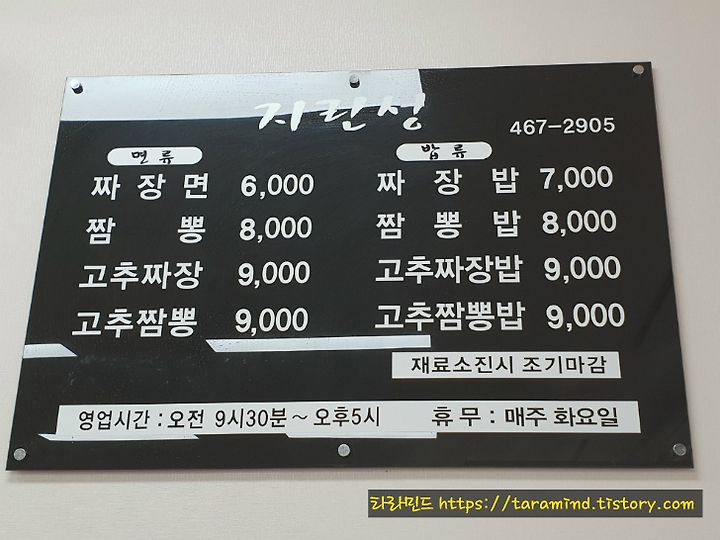 지린성
467-2905
면류
밥류
짜장면 6,000
짜장밥 7,000
짬뽕 8,000
짬뽕밥 8,000
고추짜장 9,000
고추짜장밥 9,000
고추짬뽕 9,000
고추짬뽕밥 9,000
재료소진시 조기마감
영업시간 : 오전 9시30분~오후5시 휴무 : 매주 화요일
타라민드 https://taramind.tistory.com